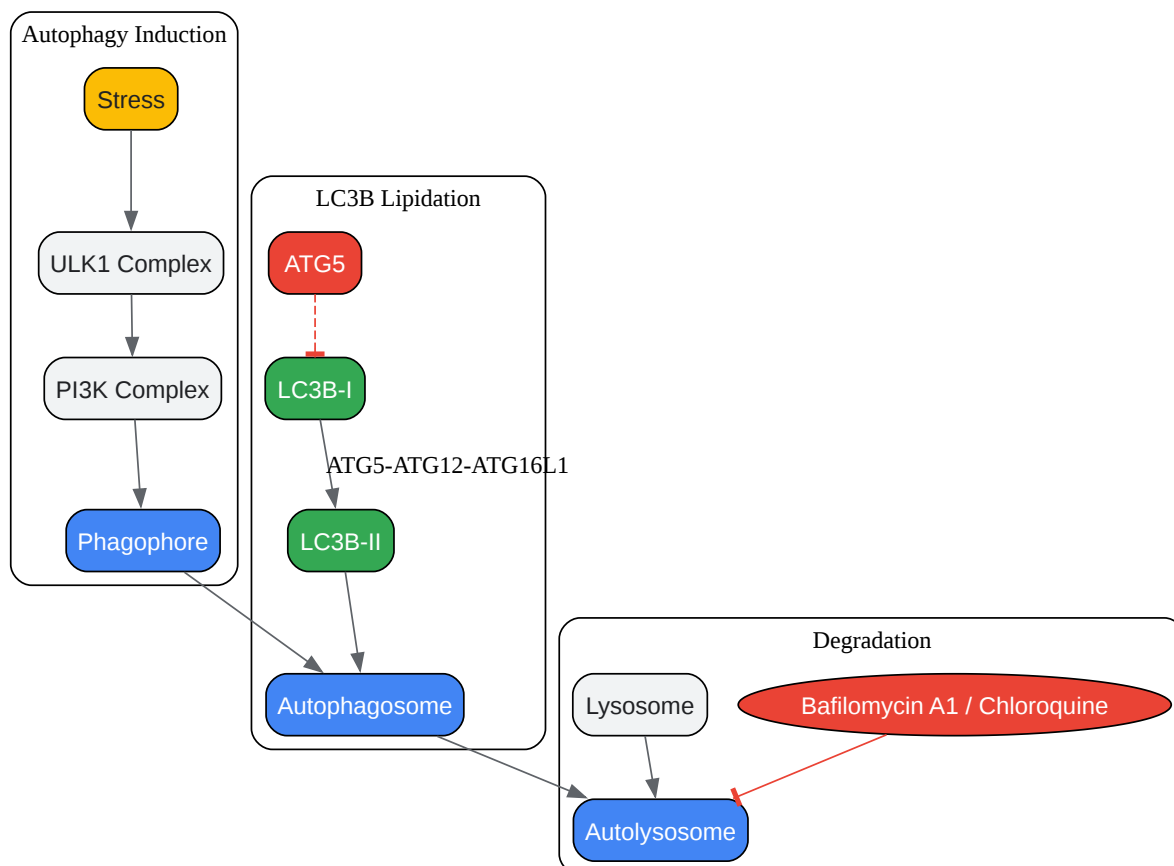 Autophagy Induction
Stress
ULK1 Complex
PI3K Complex
Phagophore
LC3B Lipidation
ATG5
LC3B-I
ATG5-ATG12-ATG16L1
LC3B-II
Autophagosome
Degradation
Lysosome
Bafilomycin A1 / Chloroquine
Autolysosome